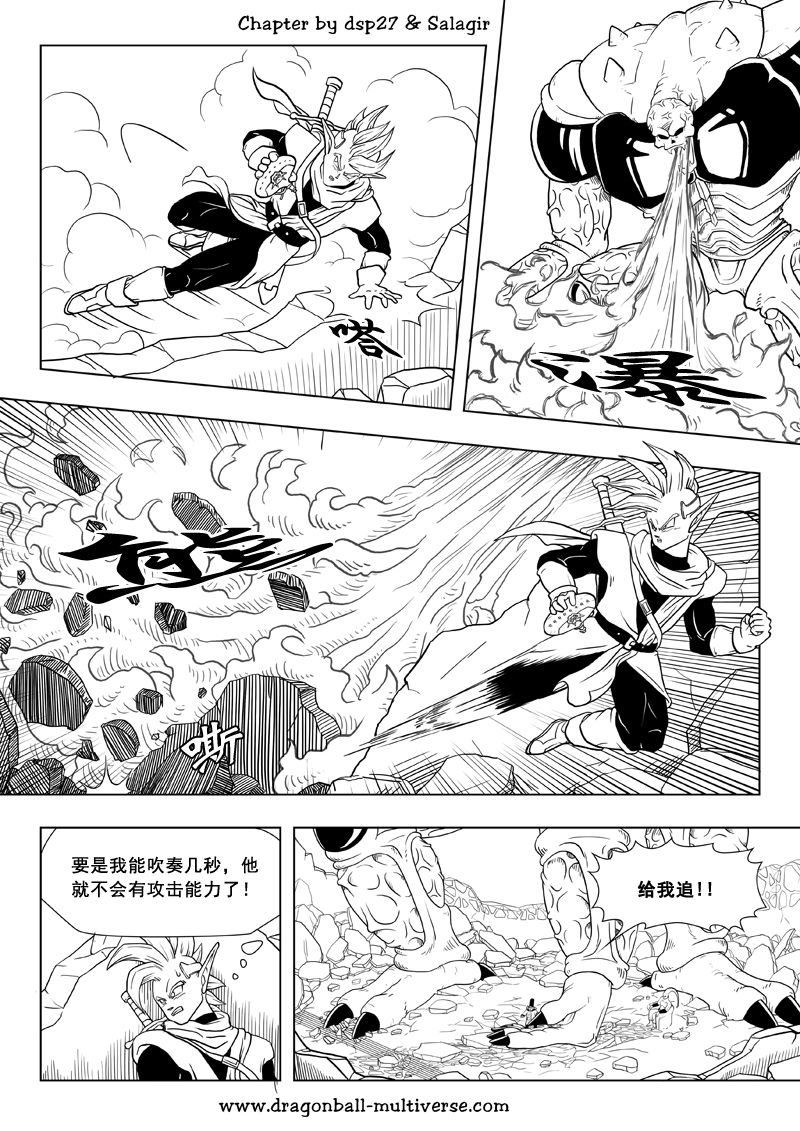 Chapter by dsp27 & Salagir
嗒
爆
嘶
要是我能吹奏几秒，他
就不会有攻击能力了！
给我追！！
www.dragonball-multiverse.com